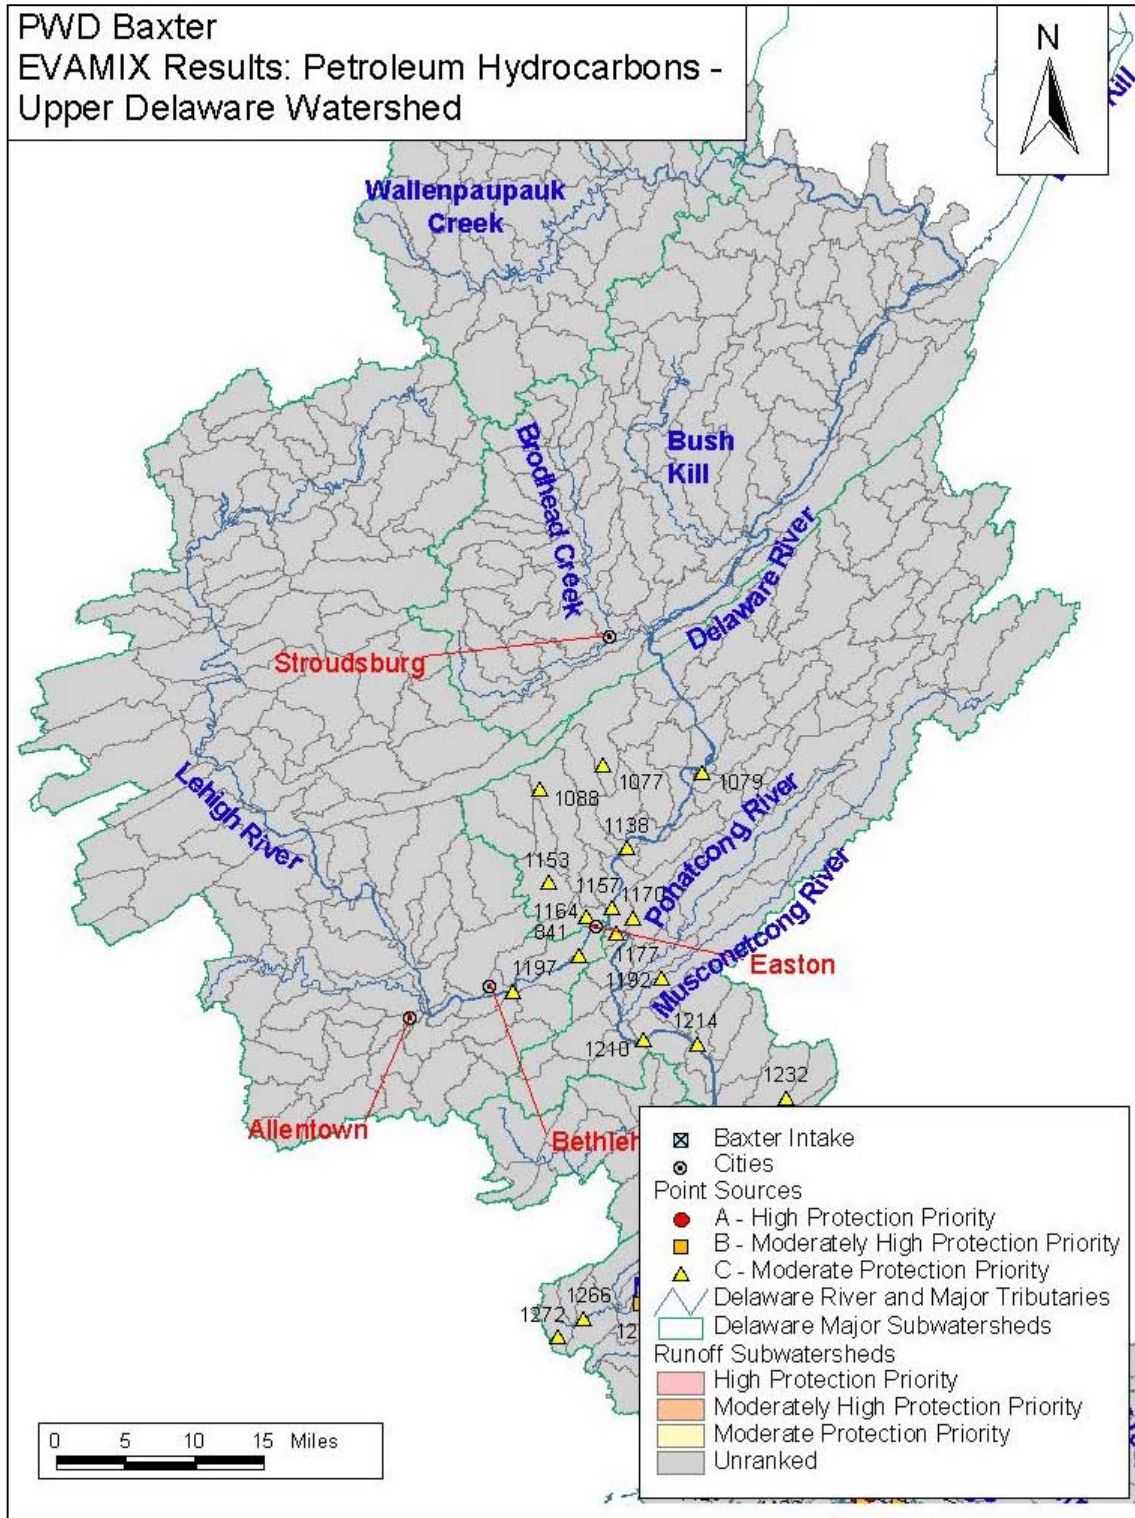 PWD Baxter
EVAMIX Results: Petroleum Hydrocarbons -
Upper Delaware Watershed
N
Kill
Wallenpaupauk
Creek
Brodhead Creek
Bush
Kill
Delaware River
Stroudsburg
Lehigh River
1077
1079
1088
1138
Pohatcong River
1153
1157
1170
1164
841
1177
Easton
1197
1192
Musconetcong River
1214
1210
1232
Allentown
Bethleh
1266
1272
12
Baxter Intake
Cities
Point Sources
A - High Protection Priority
B - Moderately High Protection Priority
C - Moderate Protection Priority
Delaware River and Major Tributaries
Delaware Major Subwatersheds
Runoff Subwatersheds
High Protection Priority
Moderately High Protection Priority
Moderate Protection Priority
Unranked
0 5 10 15 Miles